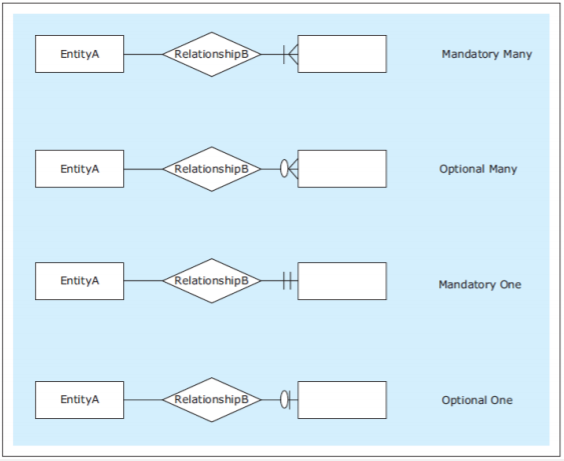 EntityA RelationshipB Mandatory Many
EntityA RelationshipB Optional Many
EntityA RelationshipB Mandatory One
EntityA RelationshipB Optional One